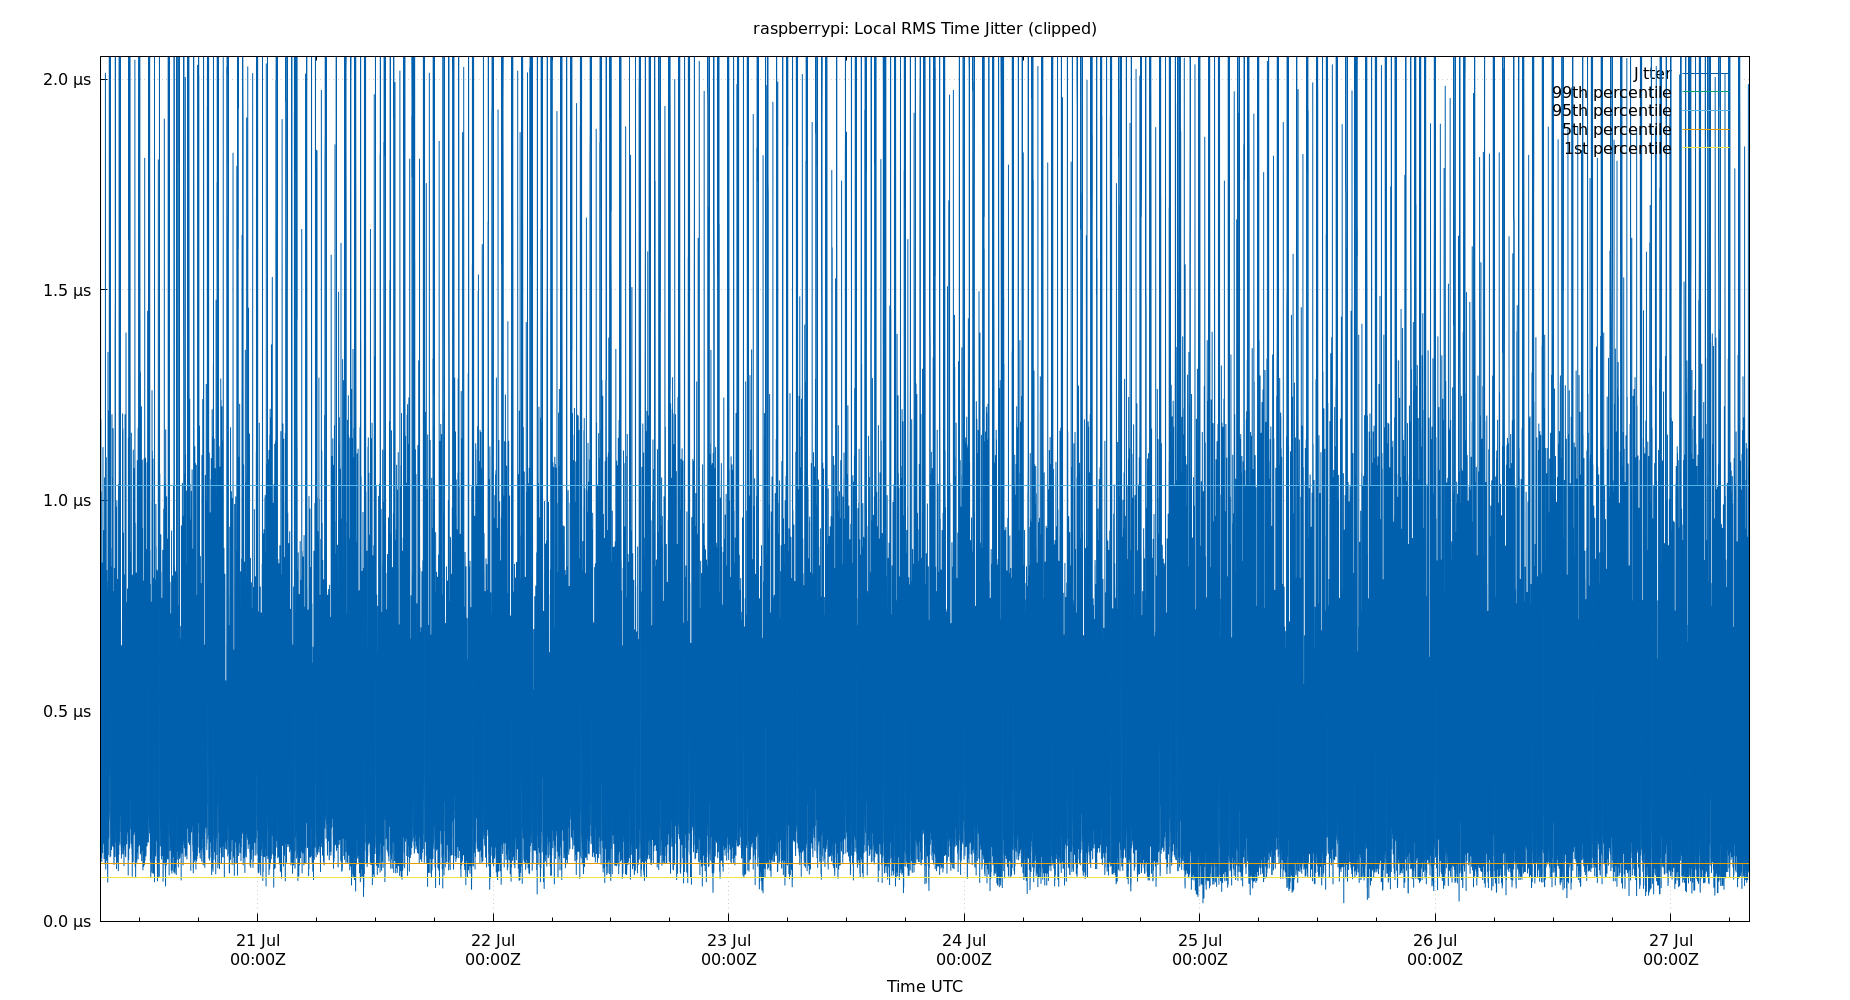 raspberrypi: Local RMS Time Jitter (clipped)
2.0 µs
1.5 µs
1.0 µs
0.5 µs
0.0 µs
Jitter
99th percentile
95th percentile
5th percentile
1st percentile
21 Jul
00:00Z
22 Jul
00:00Z
23 Jul
00:00Z
24 Jul
00:00Z
25 Jul
00:00Z
26 Jul
00:00Z
27 Jul
00:00Z
Time UTC